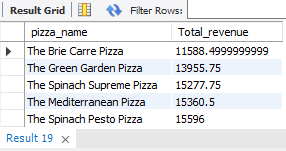 Result Grid Filter Rows:
pizza_name Total_revenue
The Brie Carre Pizza 11588.4999999999
The Green Garden Pizza 13955.75
The Spinach Supreme Pizza 15277.75
The Mediterranean Pizza 15360.5
The Spinach Pesto Pizza 15596
Result 19 ×